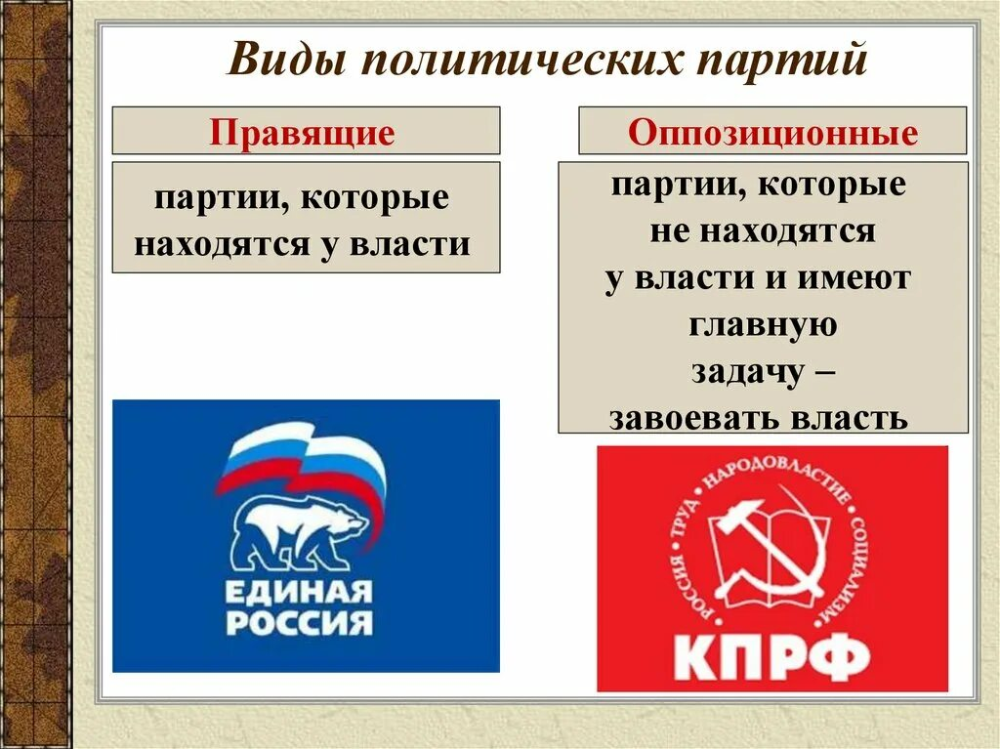 Виды политических партий
Правящие
партии, которые
находятся у власти
ЕДИНАЯ
РОССИЯ
Оппозиционные
партии, которые
не находятся
у власти и имеют
главную
задачу –
завоевать власть
РОССИЯ • ТРУД • НАРОДОВЛАСТИЕ • СОЦИАЛИЗМ
КПРФ